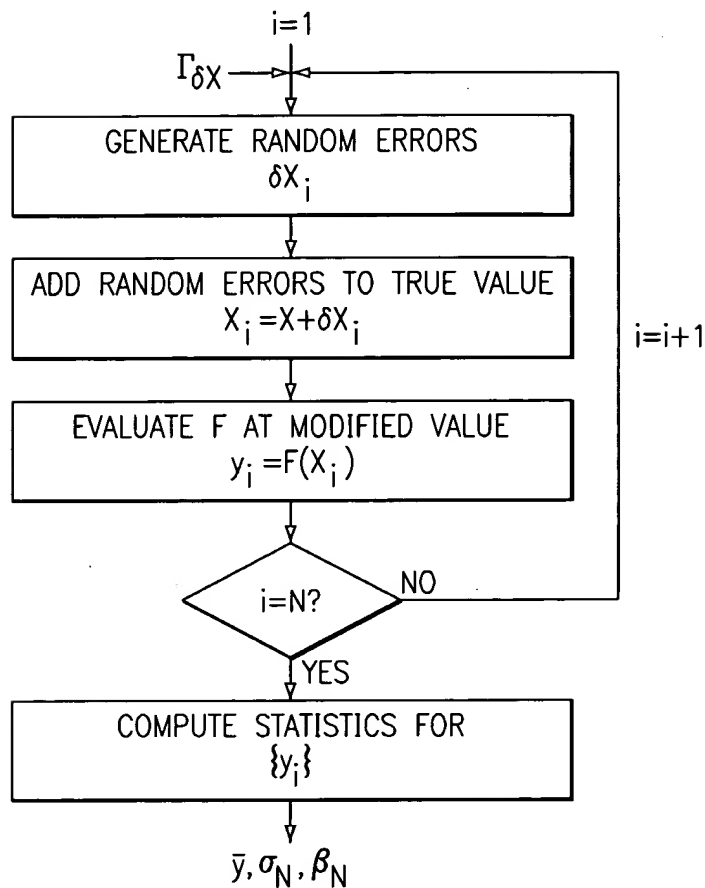 i=1
Γ_δX
GENERATE RANDOM ERRORS
δX_i
ADD RANDOM ERRORS TO TRUE VALUE
X_i=X+δX_i
i=i+1
EVALUATE F AT MODIFIED VALUE
y_i=F(X_i)
i=N?
NO
YES
COMPUTE STATISTICS FOR
{y_i}
ȳ, σ_N, β_N